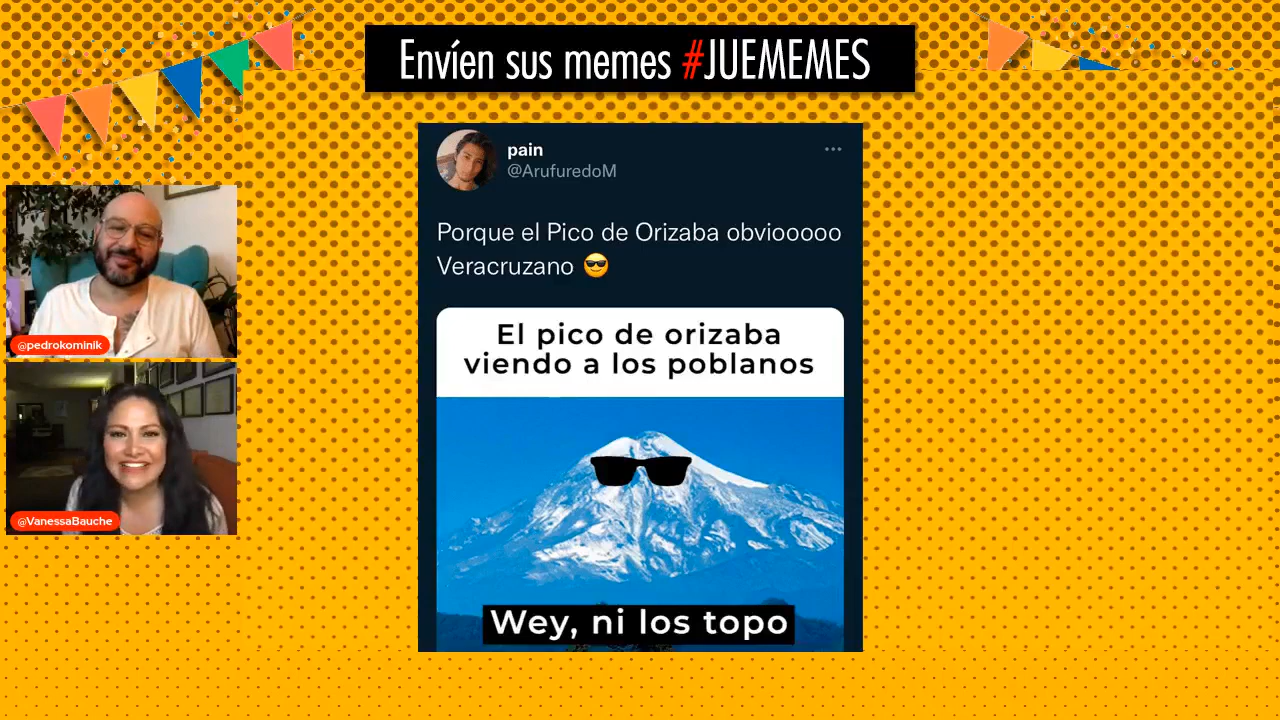 Envíen sus memes #JUEMEMES
pain
@ArufuredoM
Porque el Pico de Orizaba obviooooo
Veracruzano 😎
El pico de orizaba
viendo a los poblanos
Wey, ni los topo
@pedrokominik
@VanessaBauche